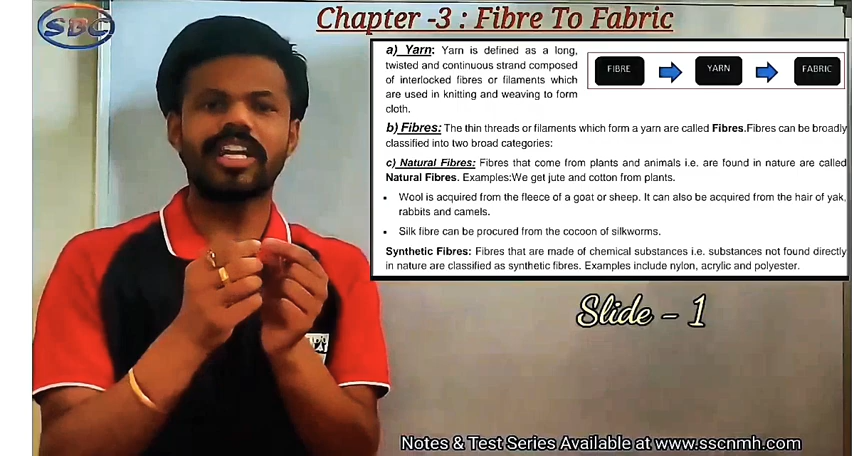 SBC
Chapter -3 : Fibre To Fabric
a) Yarn: Yarn is defined as a long,
twisted and continuous strand composed
of interlocked fibres or filaments which
are used in knitting and weaving to form
cloth.
FIBRE YARN FABRIC
b) Fibres: The thin threads or filaments which form a yarn are called Fibres.Fibres can be broadly
classified into two broad categories:
c) Natural Fibres: Fibres that come from plants and animals i.e. are found in nature are called
Natural Fibres. Examples:We get jute and cotton from plants.
• Wool is acquired from the fleece of a goat or sheep. It can also be acquired from the hair of yak,
rabbits and camels.
• Silk fibre can be procured from the cocoon of silkworms.
Synthetic Fibres: Fibres that are made of chemical substances i.e. substances not found directly
in nature are classified as synthetic fibres. Examples include nylon, acrylic and polyester.
Slide - 1
Notes & Test Series Available at www.sscnmh.com